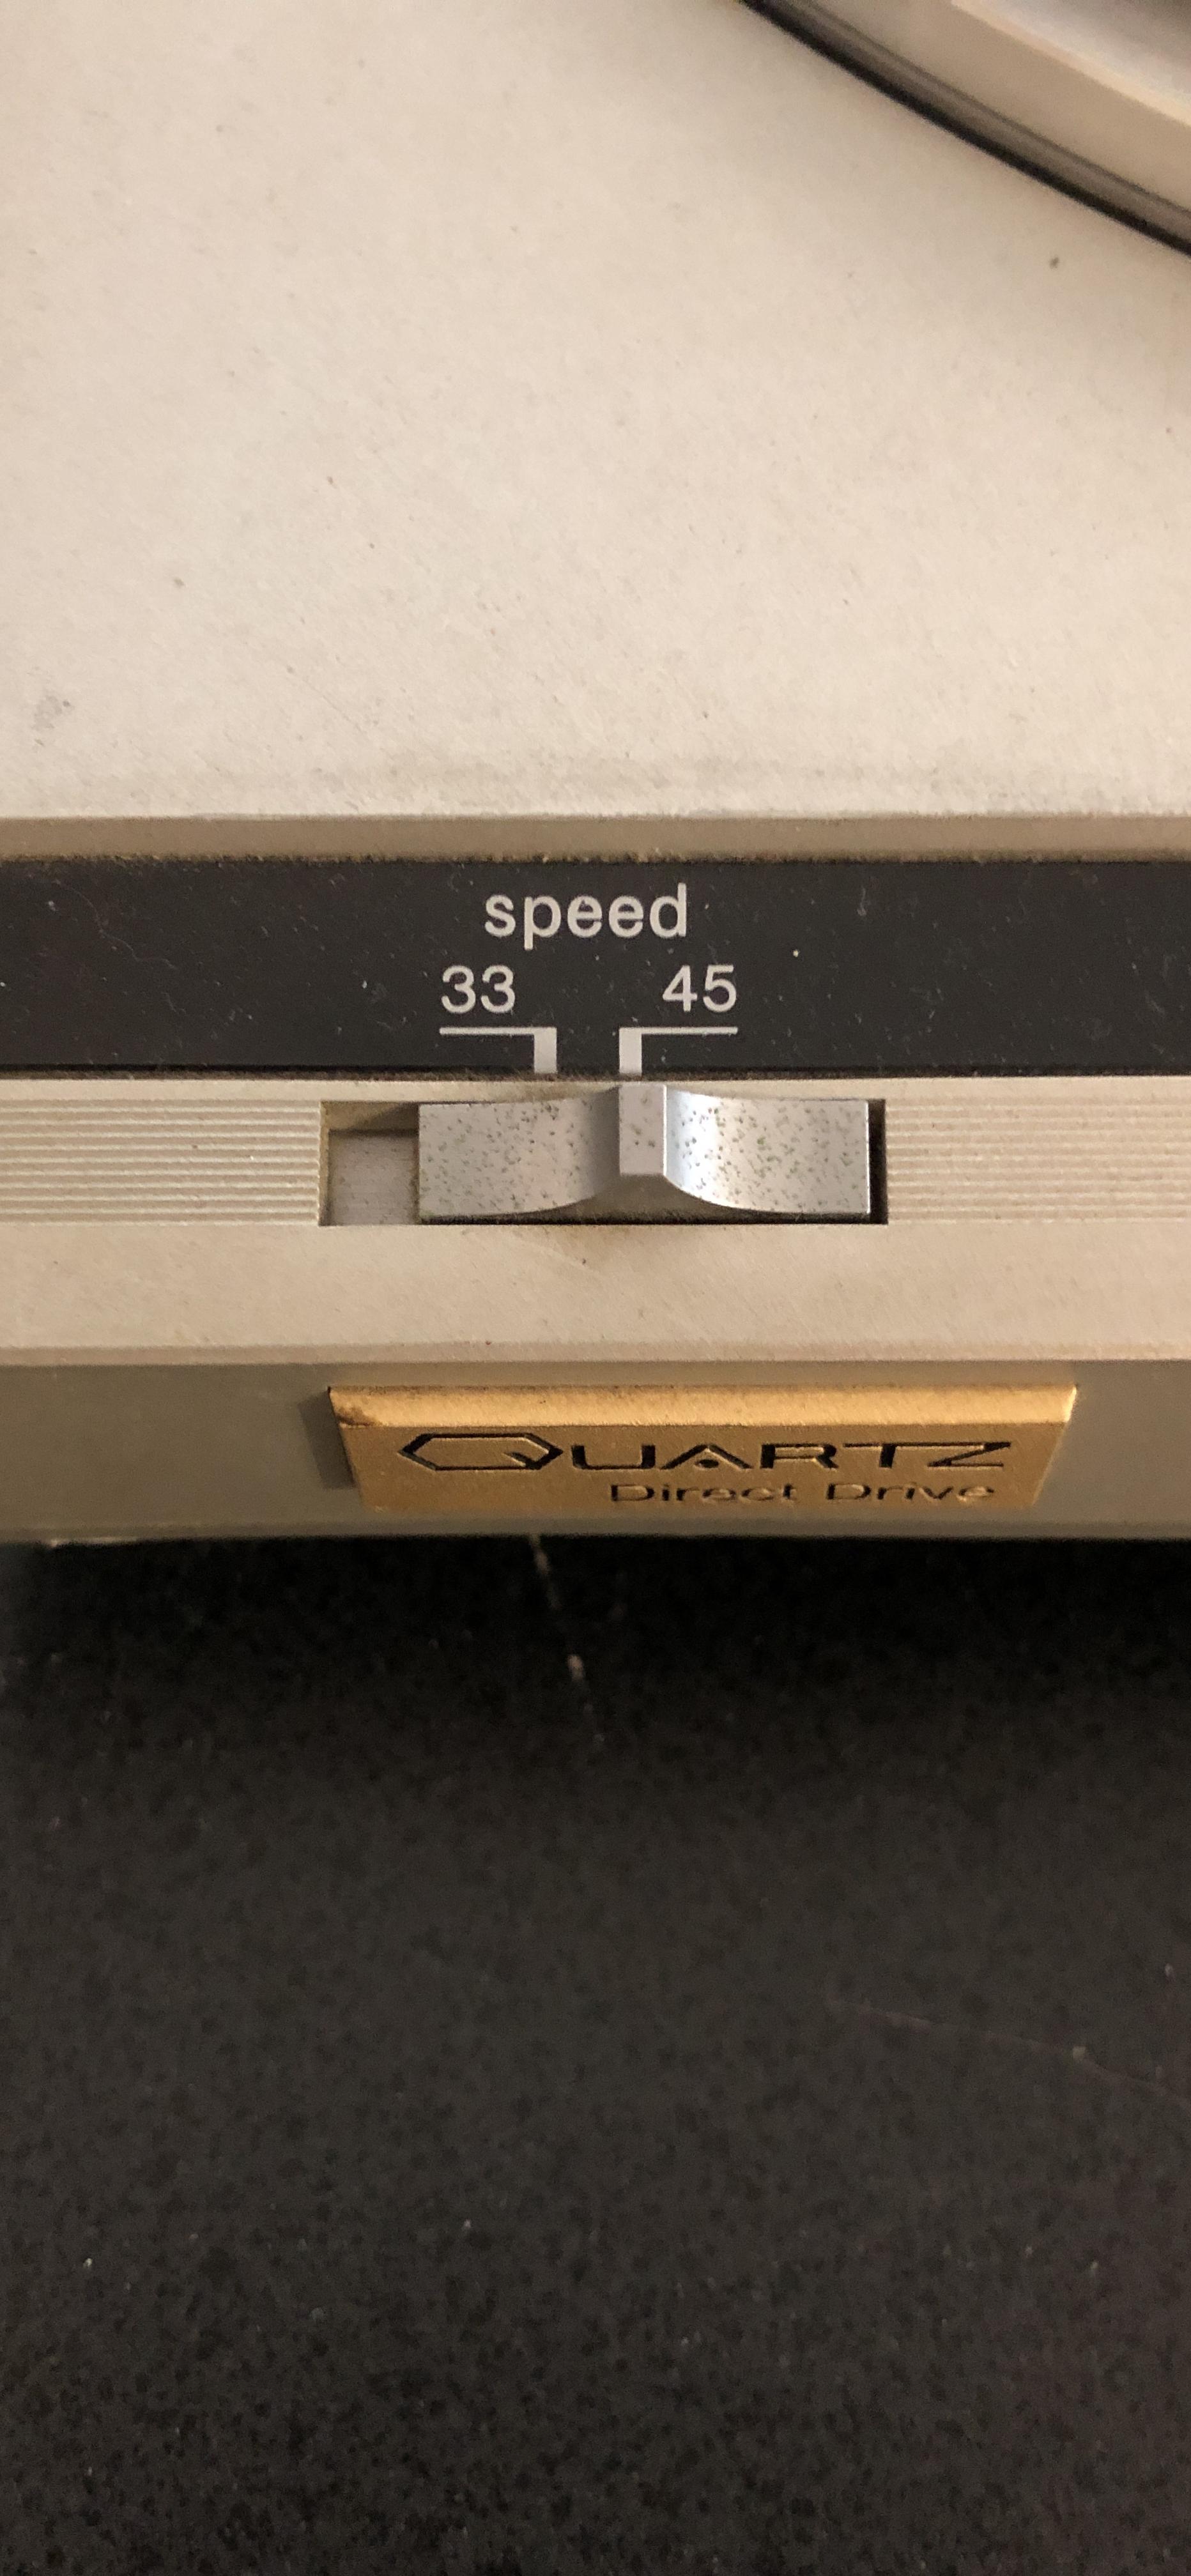 speed
33 45
QUARTZ
Direct Drive